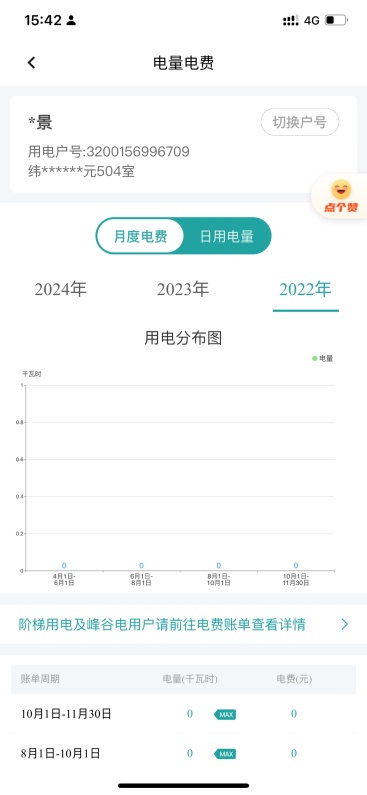 15:42
4G
电量电费
*景
切换户号
用电户号:3200156996709
纬******元504室
点个赞
月度电费
日用电量
2024年
2023年
2022年
用电分布图
电量
千瓦时
1
0.8
0.6
0.4
0.2
0
0
0
0
0
4月1日-
6月1日
6月1日-
8月1日
8月1日-
10月1日
10月1日-
11月30日
阶梯用电及峰谷电用户请前往电费账单查看详情
账单周期
电量(千瓦时)
电费(元)
10月1日-11月30日
0
MAX
0
8月1日-10月1日
0
MAX
0